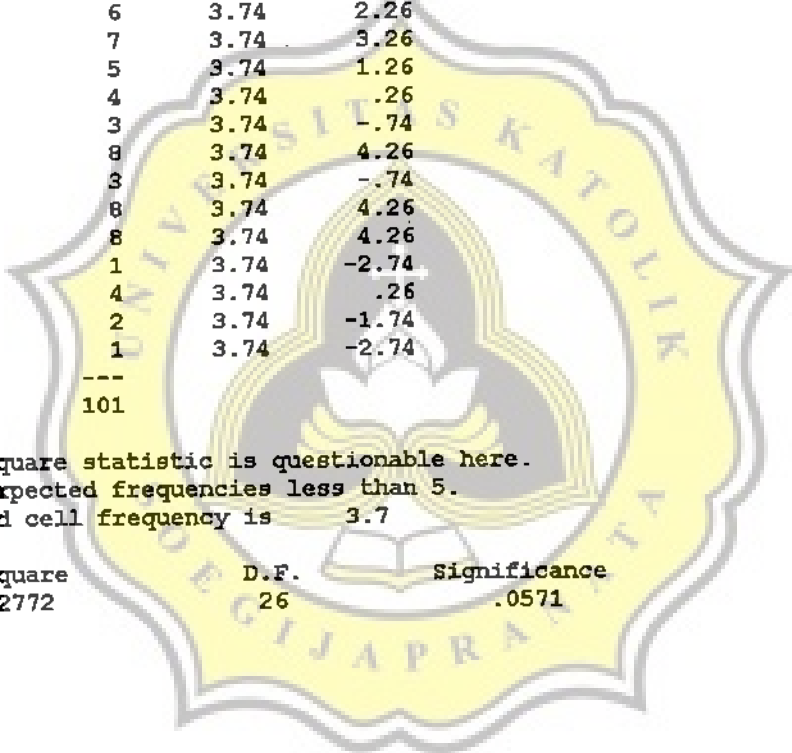 6 3.74 2.26
7 3.74 3.26
5 3.74 1.26
4 3.74 .26
3 3.74 -.74
8 3.74 4.26
3 3.74 -.74
8 3.74 4.26
8 3.74 4.26
1 3.74 -2.74
4 3.74 .26
2 3.74 -1.74
1 3.74 -2.74
---
101
quare statistic is questionable here.
xpected frequencies less than 5.
d cell frequency is 3.7
quare D.F. Significance
2772 26 .0571
UNIVERSITAS KATOLIK
SOEGIJAPRANATA